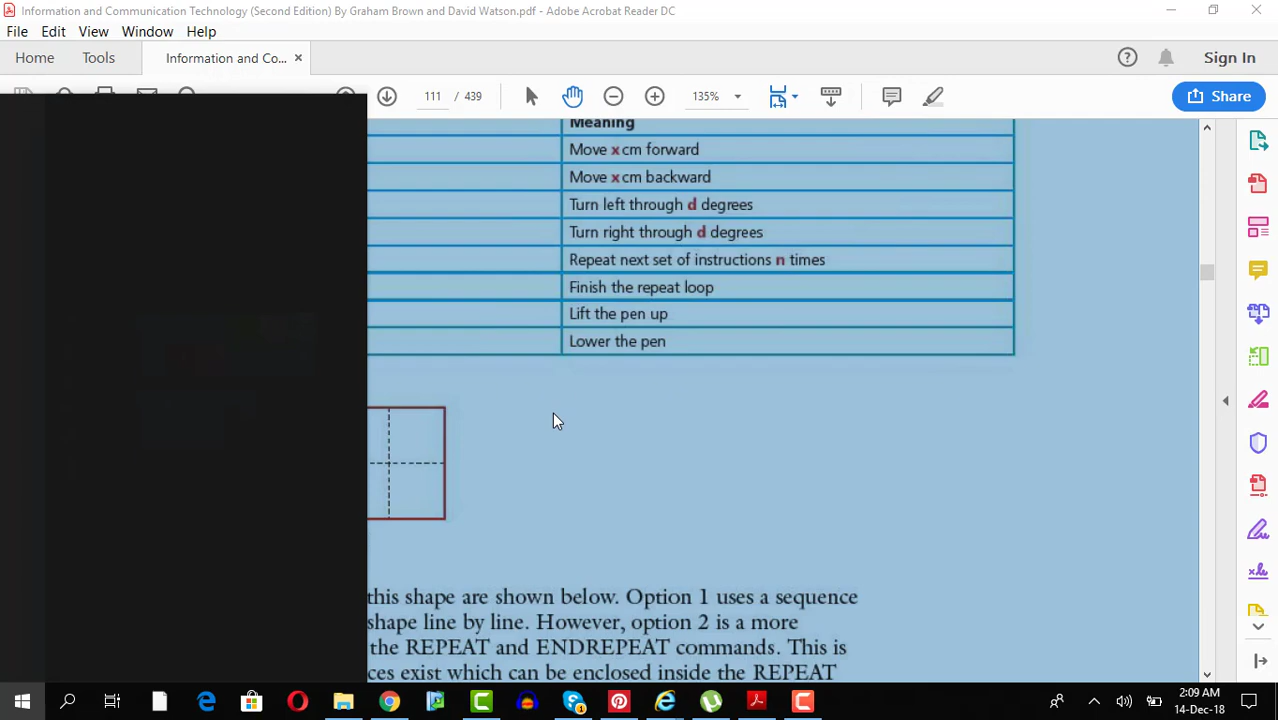 Information and Communication Technology (Second Edition) By Graham Brown and David Watson.pdf - Adobe Acrobat Reader DC
File Edit View Window Help
Home Tools Information and Co... × Sign In
111 / 439 135% Share
Meaning
Move x cm forward
Move x cm backward
Turn left through d degrees
Turn right through d degrees
Repeat next set of instructions n times
Finish the repeat loop
Lift the pen up
Lower the pen
this shape are shown below. Option 1 uses a sequence
shape line by line. However, option 2 is a more
the REPEAT and ENDREPEAT commands. This is
ces exist which can be enclosed inside the REPEAT
2:09 AM
14-Dec-18